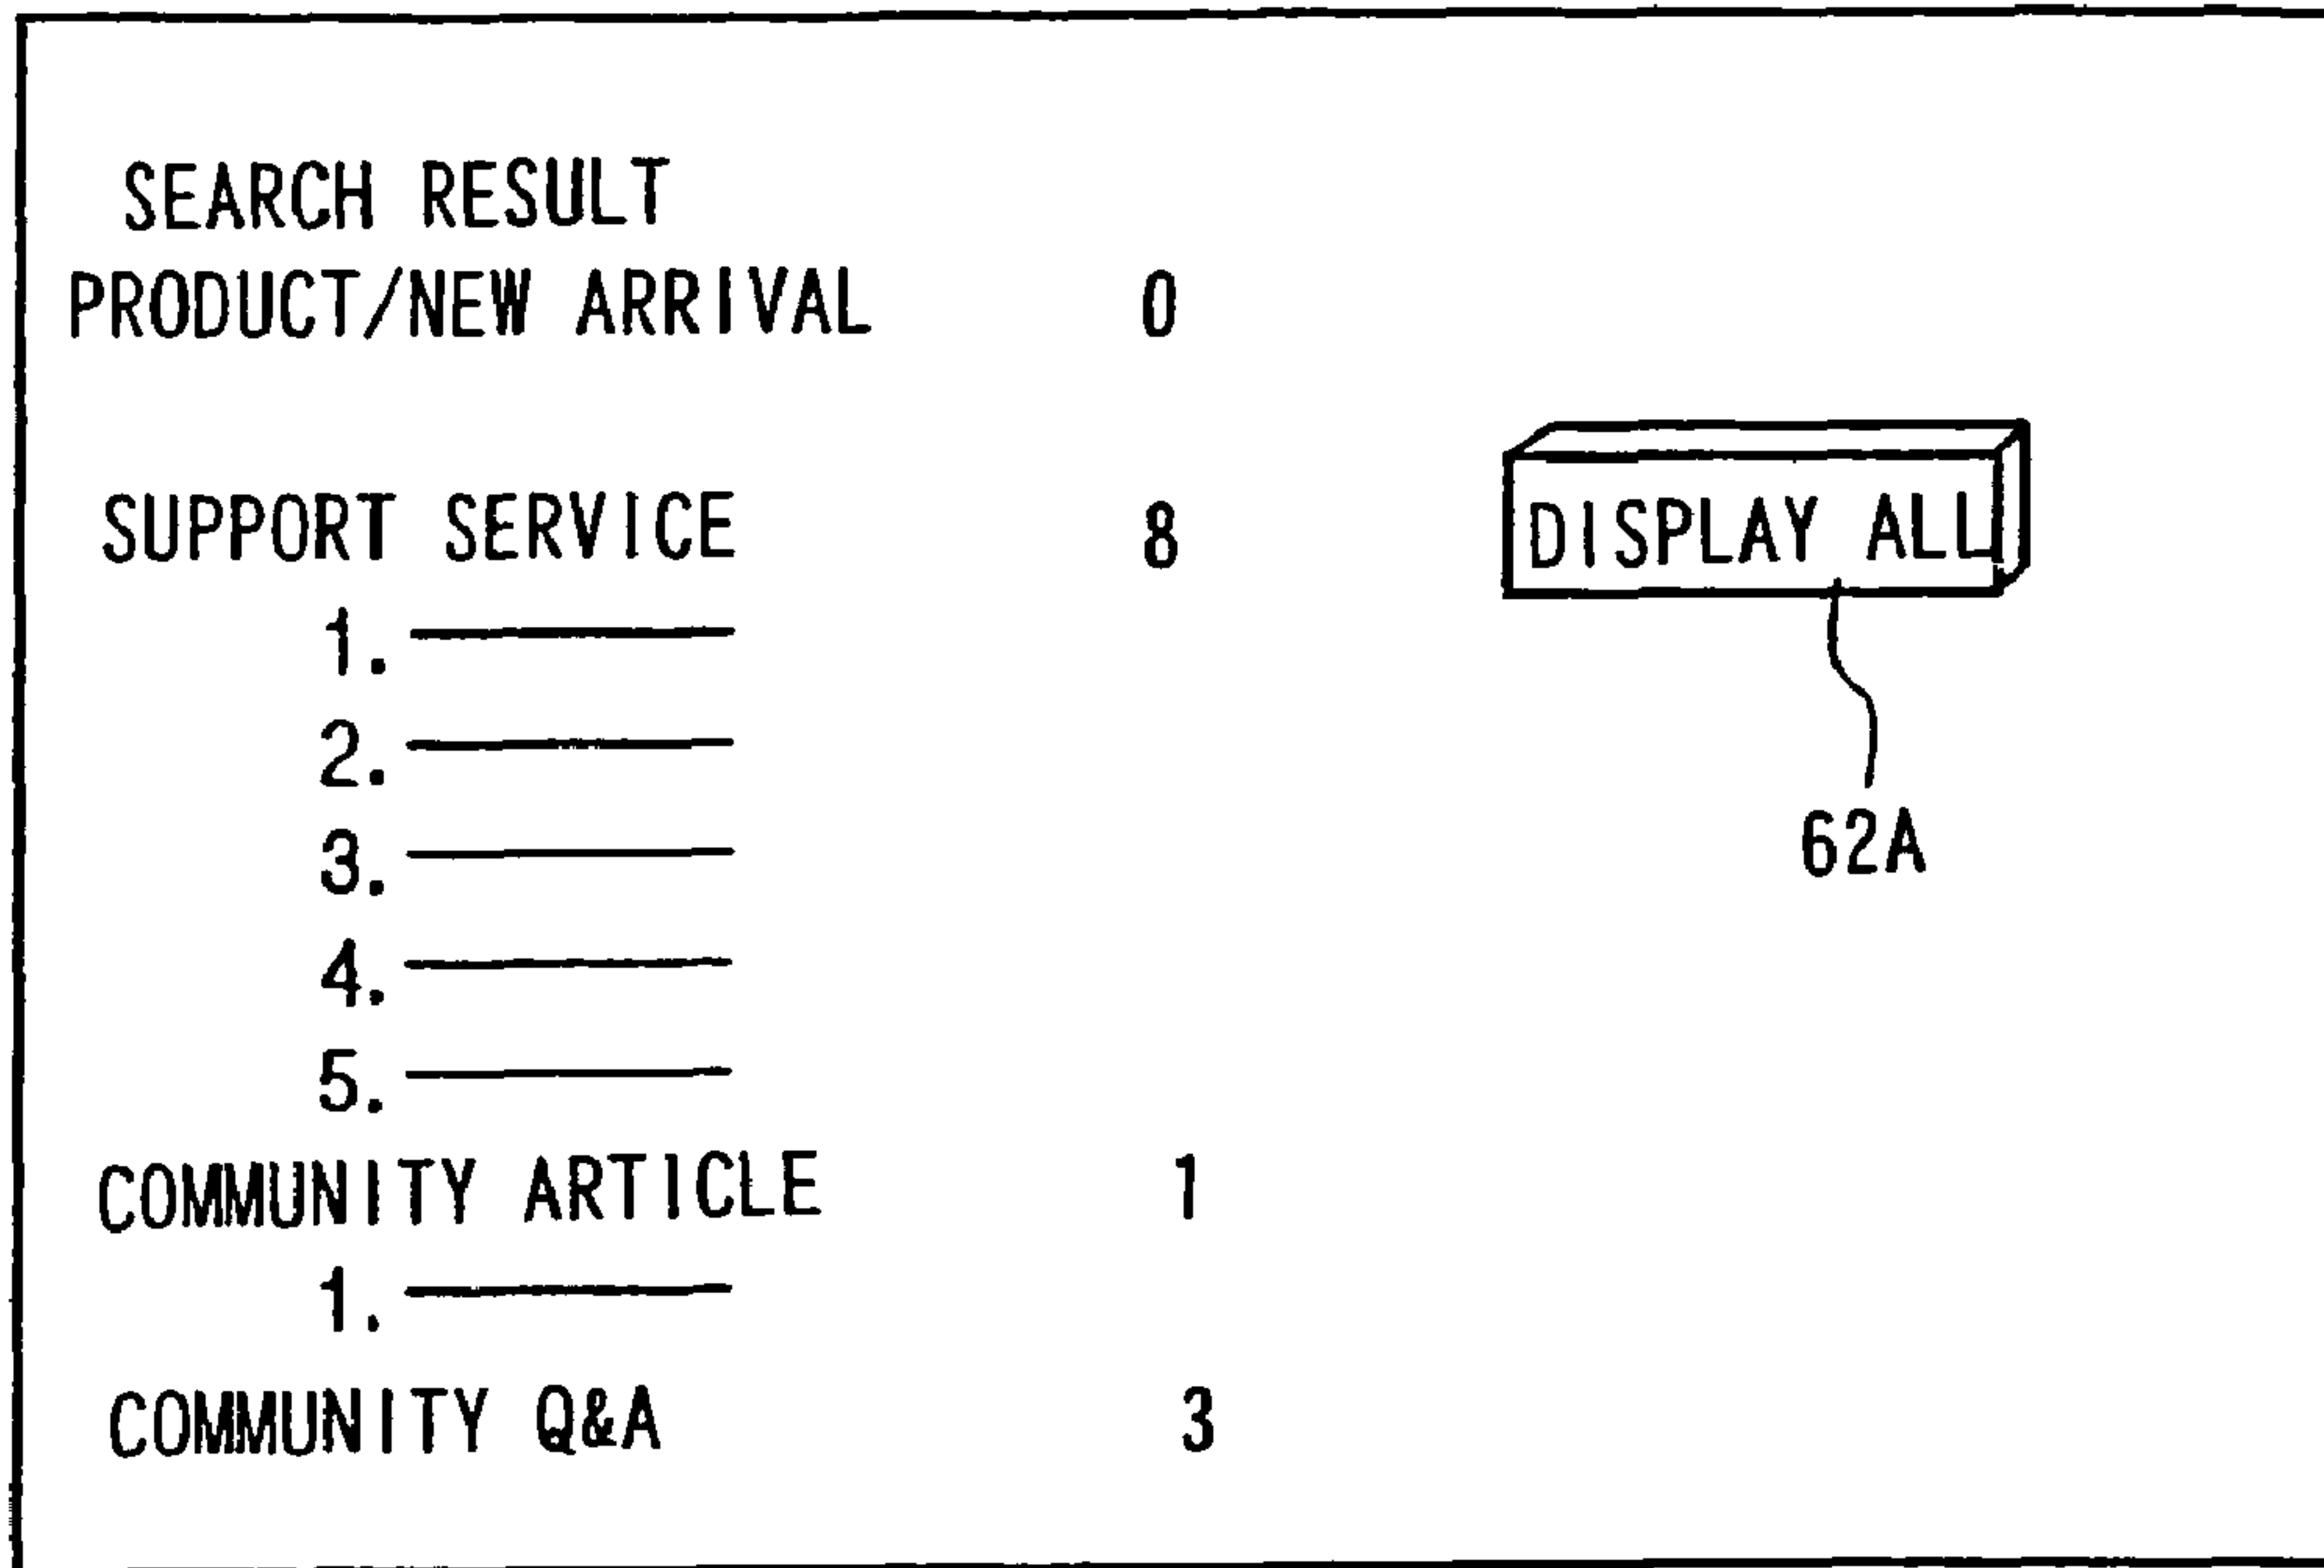 SEARCH RESULT
PRODUCT/NEW ARRIVAL 0
SUPPORT SERVICE 8 DISPLAY ALL
1.
2.
62A
3.
4.
5.
COMMUNITY ARTICLE 1
1.
COMMUNITY Q&A 3